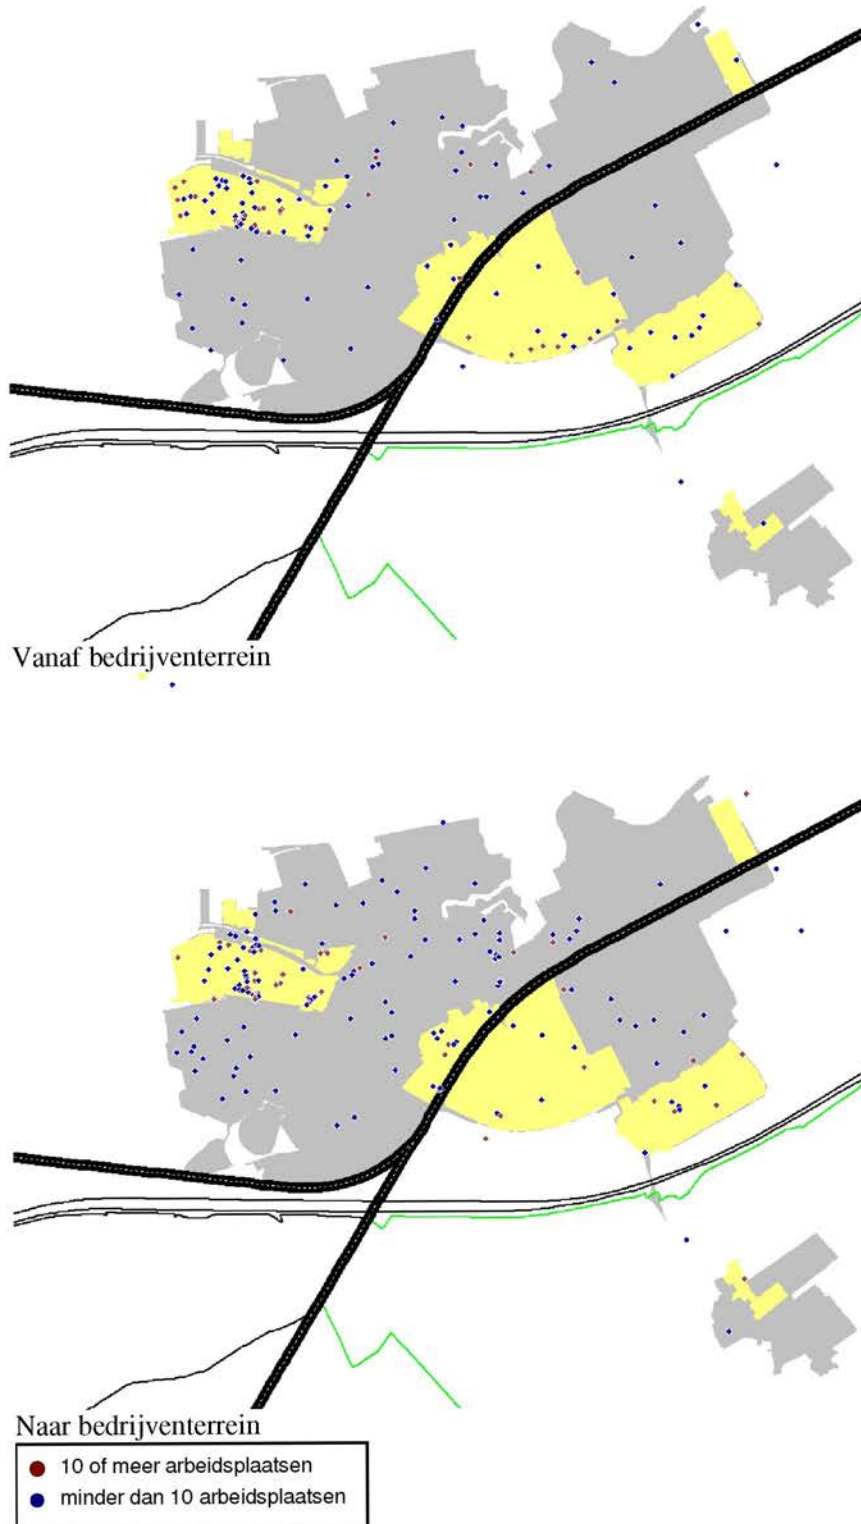 Vanaf bedrijventerrein
Naar bedrijventerrein
10 of meer arbeidsplaatsen
minder dan 10 arbeidsplaatsen